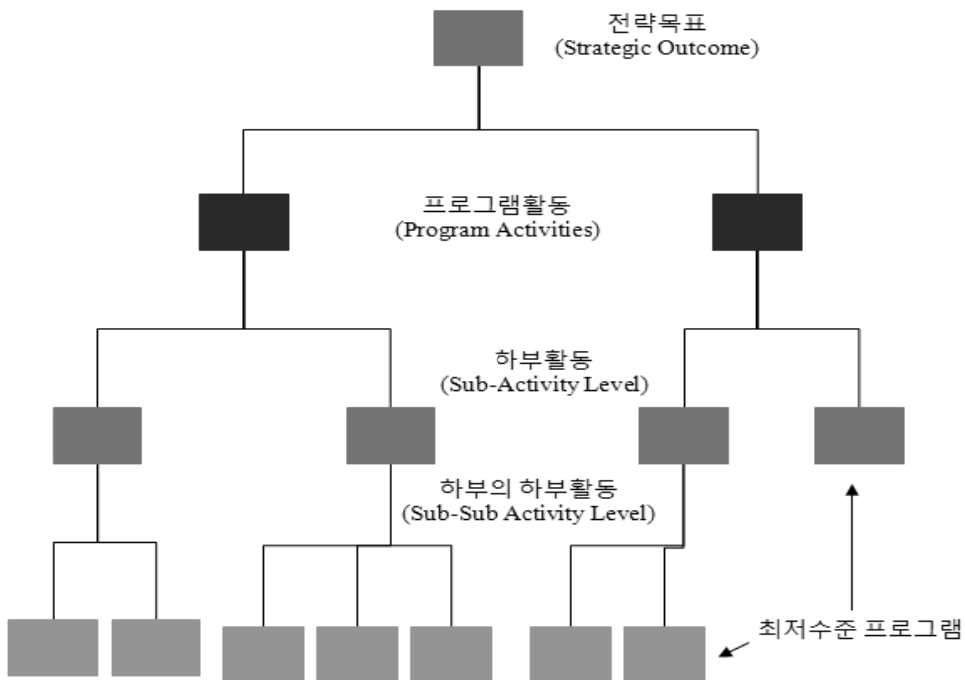 전략목표
(Strategic Outcome)
프로그램활동
(Program Activities)
하부활동
(Sub-Activity Level)
하부의 하부활동
(Sub-Sub Activity Level)
최저수준 프로그램